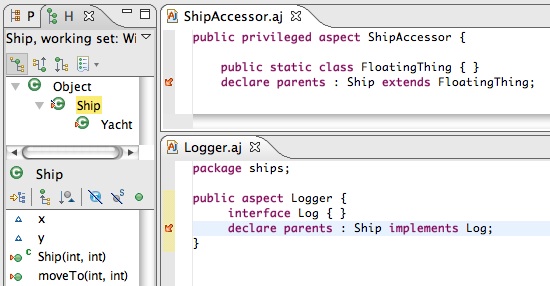 P
H
Ship, working set: Wi
Object
Ship
Yacht
Ship
x
y
Ship(int, int)
moveTo(int, int)
ShipAccessor.aj
public privileged aspect ShipAccessor {
public static class FloatingThing { }
declare parents : Ship extends FloatingThing;
Logger.aj
package ships;
public aspect Logger {
interface Log { }
declare parents : Ship implements Log;
}